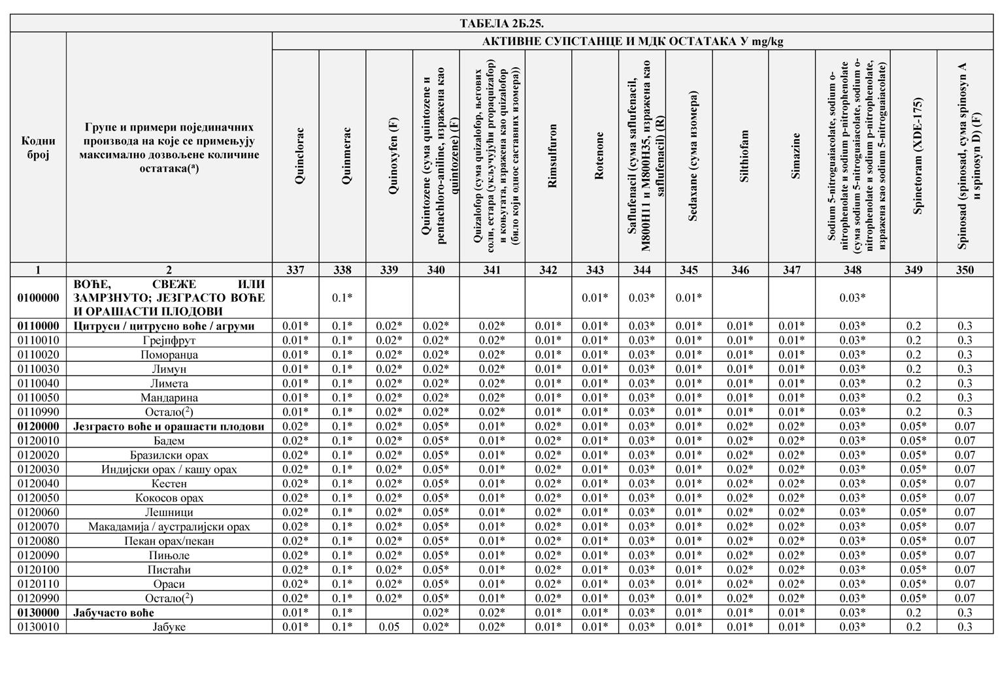 ТАБЕЛА 2Б.25.
АКТИВНЕ СУПСТАНЦЕ И МДК ОСТАТАКА У mg/kg
Кодни
број
Групе и примери појединачних
производа на које се примењују
максимално дозвољене количине
остатака(ª)
Quinclorac
Quinmerac
Quinoxyfen (F)
Quintozene (сума quintozene и
pentachloro-aniline, изражена као
quintozene) (F)
Quizalofop (сума quizalofop, његових
соли, естара (укључујући propaquizafop)
и коњугата, изражена као quizalofop
(било који однос саставних изомера))
Rimsulfuron
Rotenone
Saflufenacil (сума saflufenacil,
M800H11 и M800H35, изражена као
saflufenacil) (R)
Sedaxane (сума изомера)
Silthiofam
Simazine
Sodium 5-nitroguaiacolate, sodium o-
nitrophenolate и sodium p-nitrophenolate
(сума sodium 5-nitroguaiacolate, sodium o-
nitrophenolate и sodium p-nitrophenolate,
изражена као sodium 5-nitroguaiacolate)
Spinetoram (XDE-175)
Spinosad (spinosad, сума spinosyn A
и spinosyn D) (F)
1 2 337 338 339 340 341 342 343 344 345 346 347 348 349 350
ВОЋЕ, СВЕЖЕ ИЛИ
0100000 ЗАМРЗНУТО; ЈЕЗГРАСТО ВОЋЕ 0.1* 0.01* 0.03* 0.01* 0.03*
И ОРАШАСТИ ПЛОДОВИ
0110000 Цитруси / цитрусно воће / агруми 0.01* 0.1* 0.02* 0.02* 0.02* 0.01* 0.01* 0.03* 0.01* 0.01* 0.01* 0.03* 0.2 0.3
0110010 Грејпфрут 0.01* 0.1* 0.02* 0.02* 0.02* 0.01* 0.01* 0.03* 0.01* 0.01* 0.01* 0.03* 0.2 0.3
0110020 Поморанџа 0.01* 0.1* 0.02* 0.02* 0.02* 0.01* 0.01* 0.03* 0.01* 0.01* 0.01* 0.03* 0.2 0.3
0110030 Лимун 0.01* 0.1* 0.02* 0.02* 0.02* 0.01* 0.01* 0.03* 0.01* 0.01* 0.01* 0.03* 0.2 0.3
0110040 Лимета 0.01* 0.1* 0.02* 0.02* 0.02* 0.01* 0.01* 0.03* 0.01* 0.01* 0.01* 0.03* 0.2 0.3
0110050 Мандарина 0.01* 0.1* 0.02* 0.02* 0.02* 0.01* 0.01* 0.03* 0.01* 0.01* 0.01* 0.03* 0.2 0.3
0110990 Остало(²) 0.01* 0.1* 0.02* 0.02* 0.02* 0.01* 0.01* 0.03* 0.01* 0.01* 0.01* 0.03* 0.2 0.3
0120000 Језграсто воће и орашасти плодови 0.02* 0.1* 0.02* 0.05* 0.01* 0.02* 0.01* 0.03* 0.01* 0.02* 0.02* 0.03* 0.05* 0.07
0120010 Бадем 0.02* 0.1* 0.02* 0.05* 0.01* 0.02* 0.01* 0.03* 0.01* 0.02* 0.02* 0.03* 0.05* 0.07
0120020 Бразилски орах 0.02* 0.1* 0.02* 0.05* 0.01* 0.02* 0.01* 0.03* 0.01* 0.02* 0.02* 0.03* 0.05* 0.07
0120030 Индијски орах / кашу орах 0.02* 0.1* 0.02* 0.05* 0.01* 0.02* 0.01* 0.03* 0.01* 0.02* 0.02* 0.03* 0.05* 0.07
0120040 Кестен 0.02* 0.1* 0.02* 0.05* 0.01* 0.02* 0.01* 0.03* 0.01* 0.02* 0.02* 0.03* 0.05* 0.07
0120050 Кокосов орах 0.02* 0.1* 0.02* 0.05* 0.01* 0.02* 0.01* 0.03* 0.01* 0.02* 0.02* 0.03* 0.05* 0.07
0120060 Лешници 0.02* 0.1* 0.02* 0.05* 0.01* 0.02* 0.01* 0.03* 0.01* 0.02* 0.02* 0.03* 0.05* 0.07
0120070 Макадамија / аустралијски орах 0.02* 0.1* 0.02* 0.05* 0.01* 0.02* 0.01* 0.03* 0.01* 0.02* 0.02* 0.03* 0.05* 0.07
0120080 Пекан орах/пекан 0.02* 0.1* 0.02* 0.05* 0.01* 0.02* 0.01* 0.03* 0.01* 0.02* 0.02* 0.03* 0.05* 0.07
0120090 Пињоле 0.02* 0.1* 0.02* 0.05* 0.01* 0.02* 0.01* 0.03* 0.01* 0.02* 0.02* 0.03* 0.05* 0.07
0120100 Пистаћи 0.02* 0.1* 0.02* 0.05* 0.01* 0.02* 0.01* 0.03* 0.01* 0.02* 0.02* 0.03* 0.05* 0.07
0120110 Ораси 0.02* 0.1* 0.02* 0.05* 0.01* 0.02* 0.01* 0.03* 0.01* 0.02* 0.02* 0.03* 0.05* 0.07
0120990 Остало(²) 0.02* 0.1* 0.02* 0.05* 0.01* 0.02* 0.01* 0.03* 0.01* 0.02* 0.02* 0.03* 0.05* 0.07
0130000 Јабучасто воће 0.01* 0.1* 0.02* 0.02* 0.01* 0.01* 0.03* 0.01* 0.01* 0.01* 0.03* 0.2 0.3
0130010 Јабуке 0.01* 0.1* 0.05 0.02* 0.02* 0.01* 0.01* 0.03* 0.01* 0.01* 0.01* 0.03* 0.2 0.3